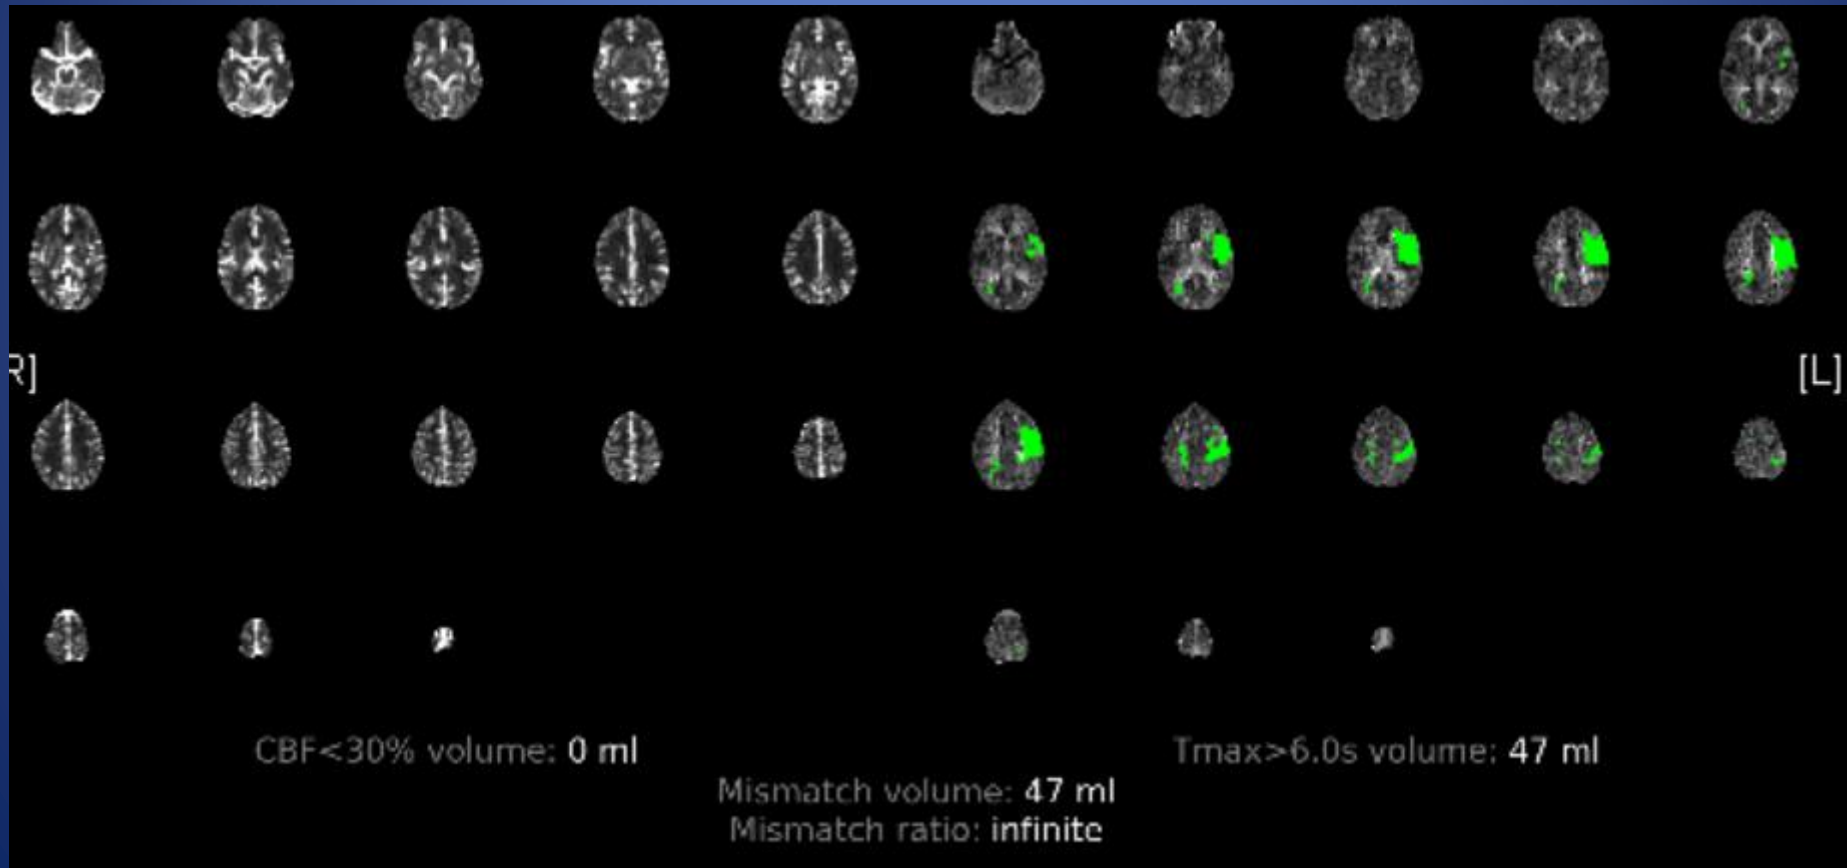 R]
[L]
CBF<30% volume: 0 ml
Tmax>6.0s volume: 47 ml
Mismatch volume: 47 ml
Mismatch ratio: infinite